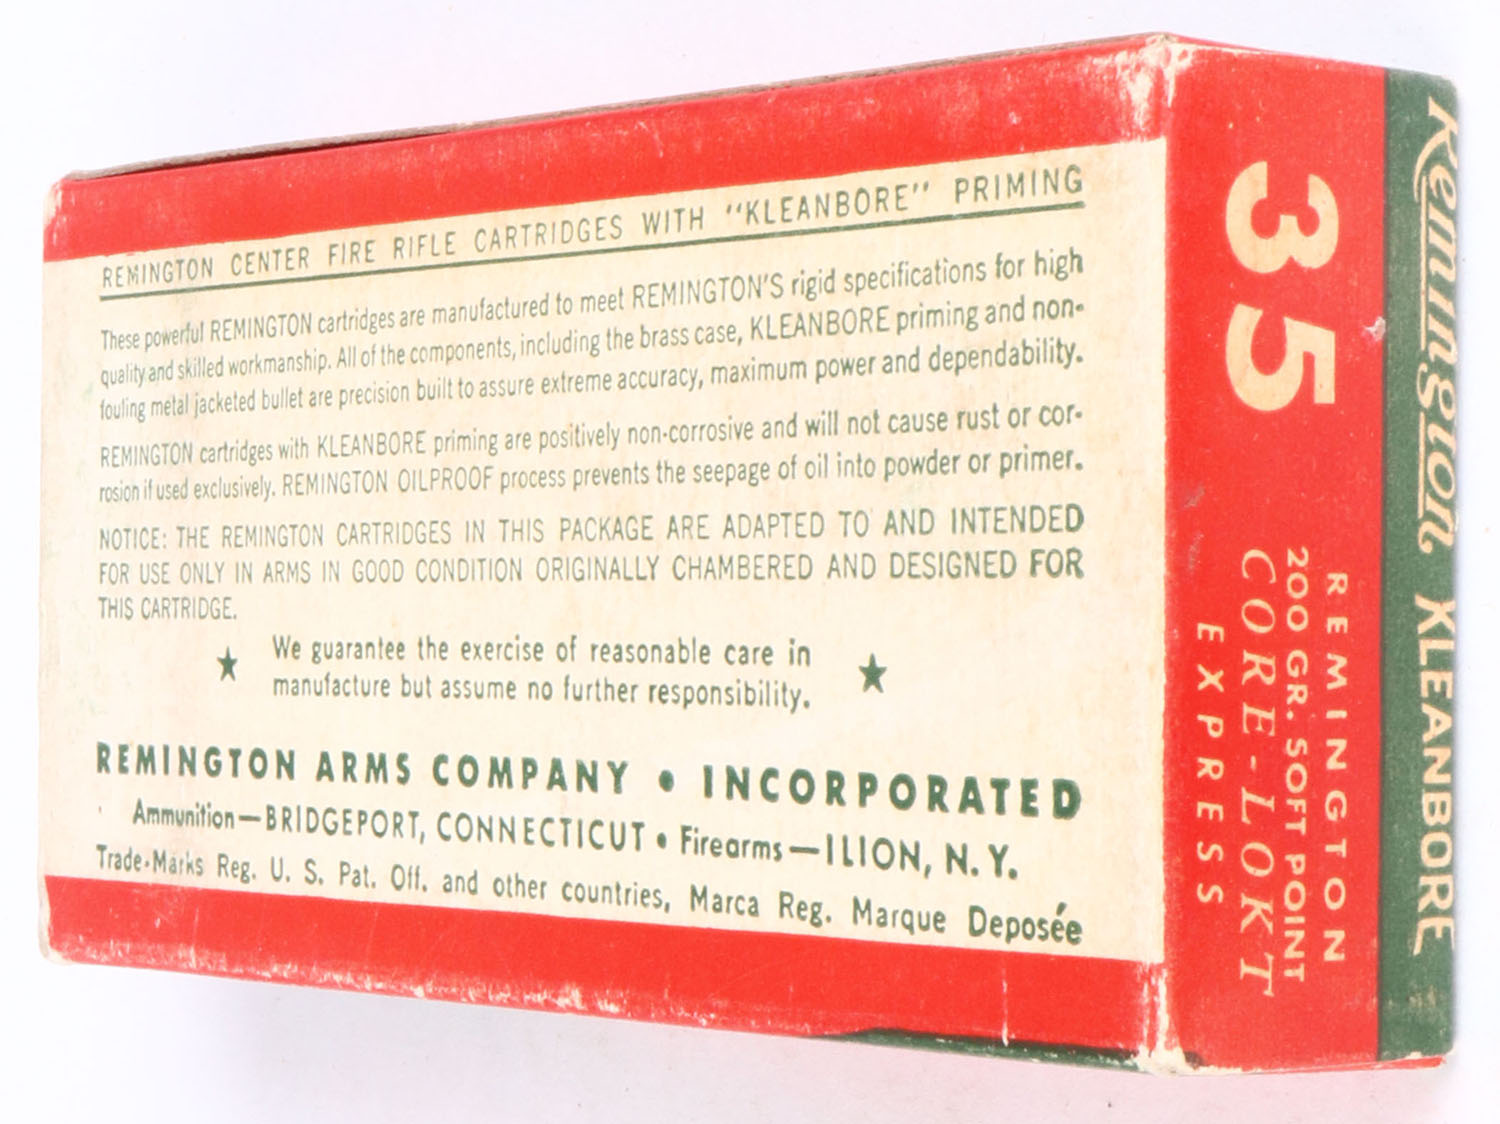 REMINGTON CENTER FIRE RIFLE CARTRIDGES WITH "KLEANBORE" PRIMING
These powerful REMINGTON cartridges are manufactured to meet REMINGTON'S rigid specifications for high
quality and skilled workmanship. All of the components, including the brass case, KLEANBORE priming and non-
fouling metal jacketed bullet are precision built to assure extreme accuracy, maximum power and dependability.
REMINGTON cartridges with KLEANBORE priming are positively non-corrosive and will not cause rust or cor-
rosion if used exclusively. REMINGTON OILPROOF process prevents the seepage of oil into powder or primer.
NOTICE: THE REMINGTON CARTRIDGES IN THIS PACKAGE ARE ADAPTED TO AND INTENDED
FOR USE ONLY IN ARMS IN GOOD CONDITION ORIGINALLY CHAMBERED AND DESIGNED FOR
THIS CARTRIDGE.
★ We guarantee the exercise of reasonable care in ★
manufacture but assume no further responsibility.
REMINGTON ARMS COMPANY • INCORPORATED
Ammunition—BRIDGEPORT, CONNECTICUT • Firearms—ILION, N. Y.
Trade-Marks Reg. U. S. Pat. Off. and other countries, Marca Reg. Marque Deposée
Remington KLEANBORE
35
REMINGTON
200 GR. SOFT POINT
CORE-LOKT
EXPRESS